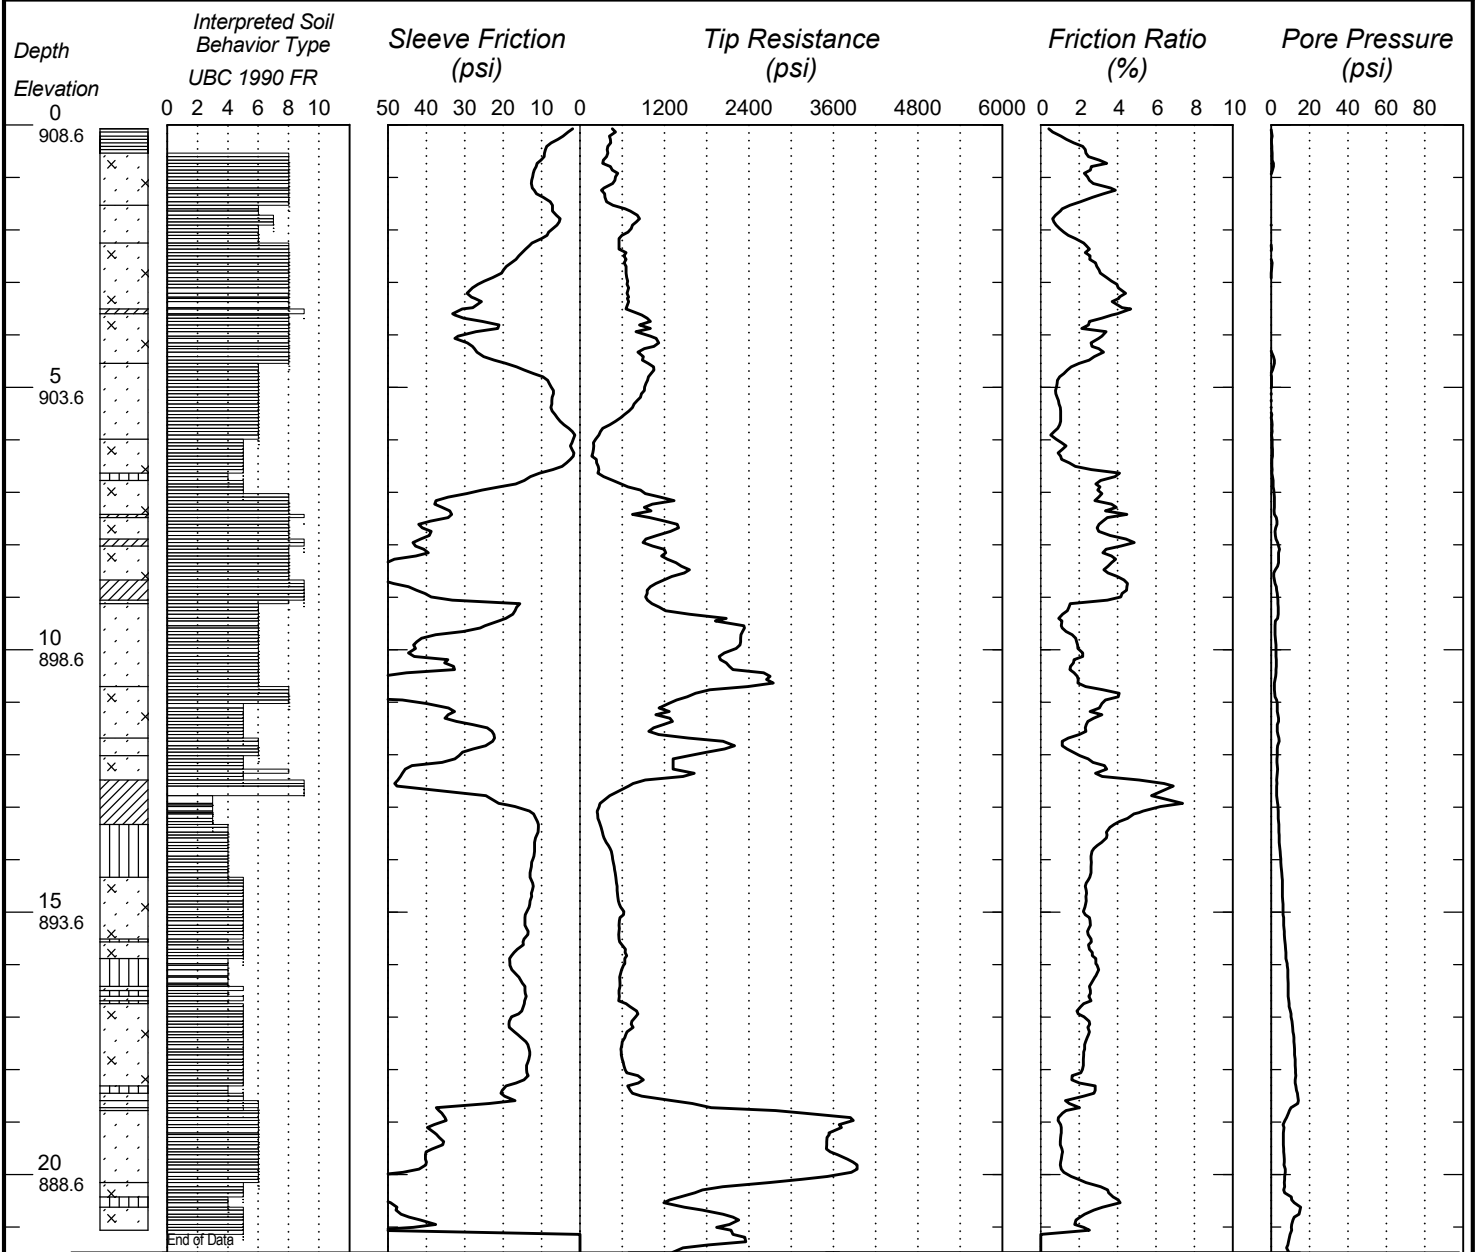 Interpreted Soil
Behavior Type
UBC 1990 FR
Sleeve Friction
(psi)
Tip Resistance
(psi)
Friction Ratio
(%)
Pore Pressure
(psi)
Depth
Elevation
0 2 4 6 8 10
50 40 30 20 10 0
1200 2400 3600 4800 6000
0 2 4 6 8 10
0 20 40 60 80
0
908.6
5
903.6
10
898.6
15
893.6
20
888.6
End of Data